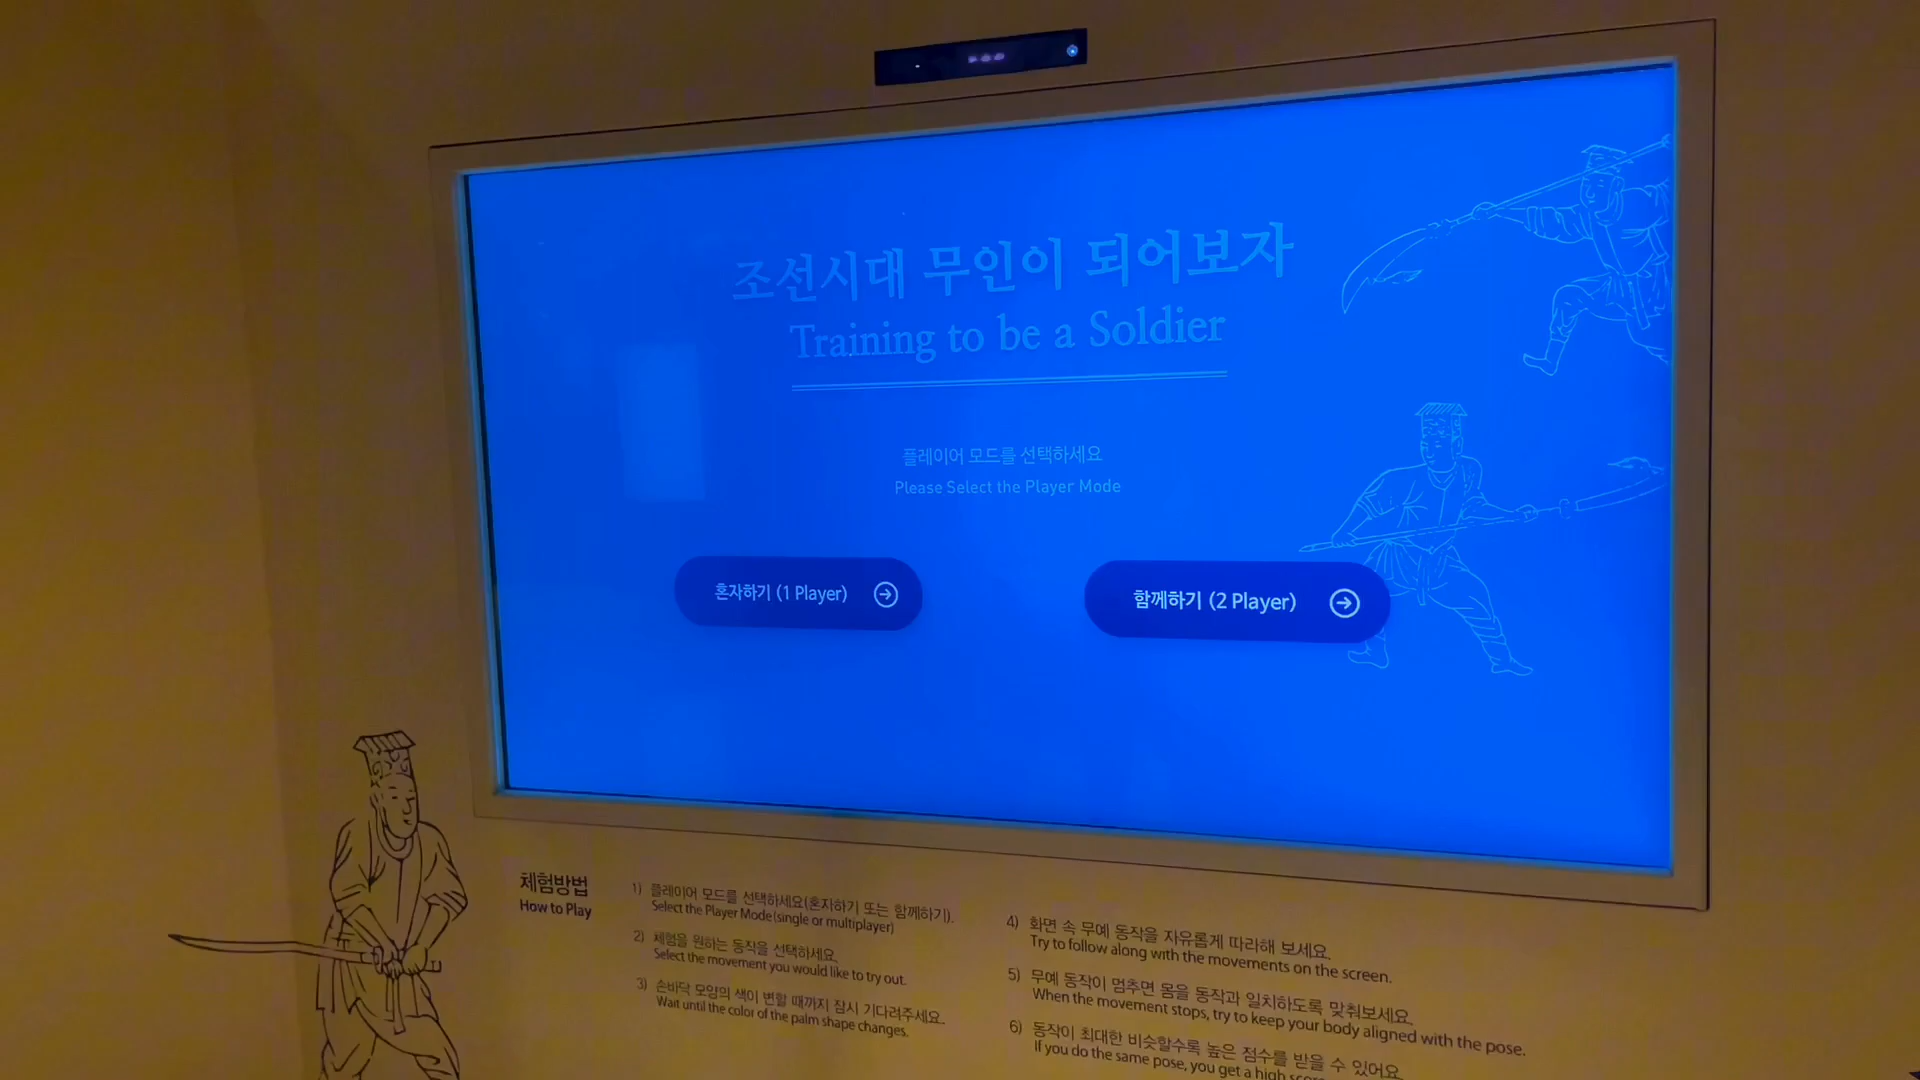 조선시대 무인이 되어보자
Training to be a Soldier
플레이어 모드를 선택하세요
Please Select the Player Mode
혼자하기 (1 Player)
함께하기 (2 Player)
체험방법
How to Play
1) 플레이어 모드를 선택하세요(혼자하기 또는 함께하기).
Select the Player Mode(single or multiplayer)
2) 체험을 원하는 동작을 선택하세요.
Select the movement you would like to try out.
3) 손바닥 모양의 색이 변할 때까지 잠시 기다려주세요.
Wait until the color of the palm shape changes.
4) 화면 속 무예 동작을 자유롭게 따라해 보세요.
Try to follow along with the movements on the screen.
5) 무예 동작이 멈추면 몸을 동작과 일치하도록 맞춰보세요.
When the movement stops, try to keep your body aligned with the pose.
6) 동작이 최대한 비슷할수록 높은 점수를 받을 수 있어요.
If you do the same pose, you get a high